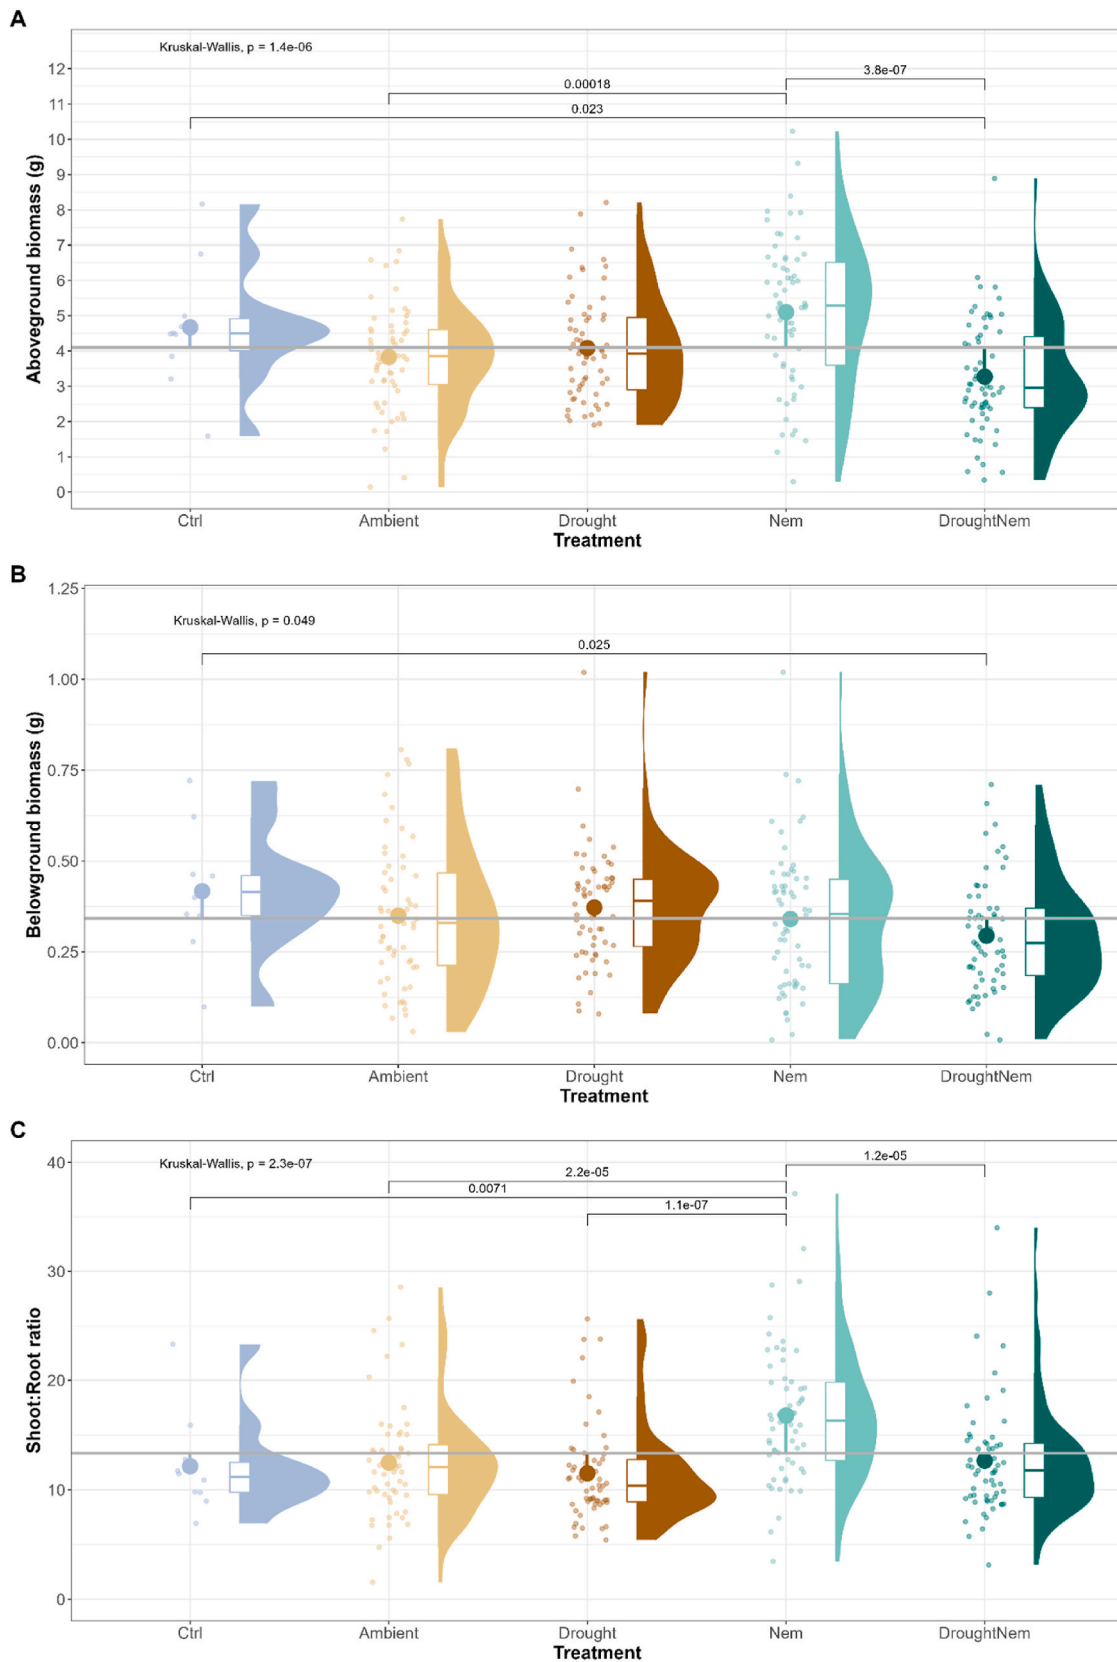 A
Kruskal-Wallis, p = 1.4e-06
3.8e-07
0.00018
0.023
12
11
10
9
8
7
6
5
4
3
2
1
0
Aboveground biomass (g)
Ctrl Ambient Drought Nem DroughtNem
Treatment
B
1.25
Kruskal-Wallis, p = 0.049
0.025
1.00
0.75
0.50
0.25
0.00
Belowground biomass (g)
Ctrl Ambient Drought Nem DroughtNem
Treatment
C
40
Kruskal-Wallis, p = 2.3e-07
1.2e-05
2.2e-05
0.0071
1.1e-07
30
20
10
0
Shoot:Root ratio
Ctrl Ambient Drought Nem DroughtNem
Treatment